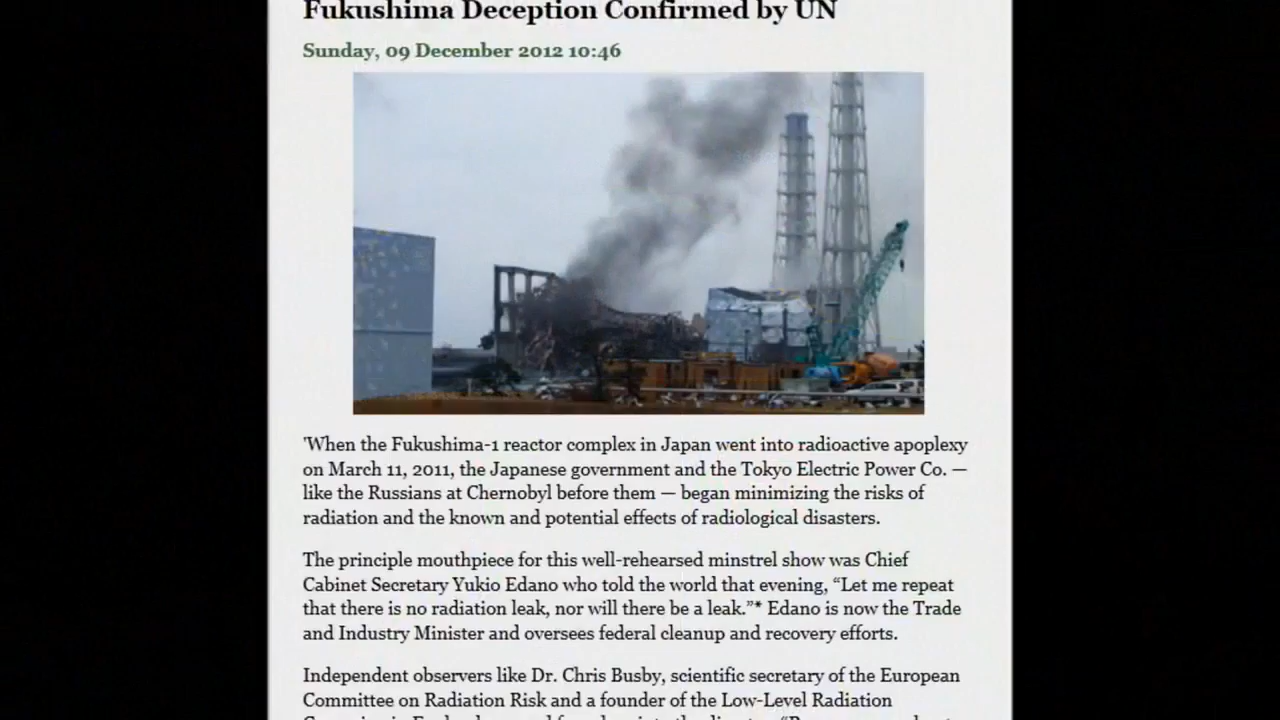 Fukushima Deception Confirmed by UN
Sunday, 09 December 2012 10:46
'When the Fukushima-1 reactor complex in Japan went into radioactive apoplexy
on March 11, 2011, the Japanese government and the Tokyo Electric Power Co. —
like the Russians at Chernobyl before them — began minimizing the risks of
radiation and the known and potential effects of radiological disasters.
The principle mouthpiece for this well-rehearsed minstrel show was Chief
Cabinet Secretary Yukio Edano who told the world that evening, “Let me repeat
that there is no radiation leak, nor will there be a leak.”* Edano is now the Trade
and Industry Minister and oversees federal cleanup and recovery efforts.
Independent observers like Dr. Chris Busby, scientific secretary of the European
Committee on Radiation Risk and a founder of the Low-Level Radiation